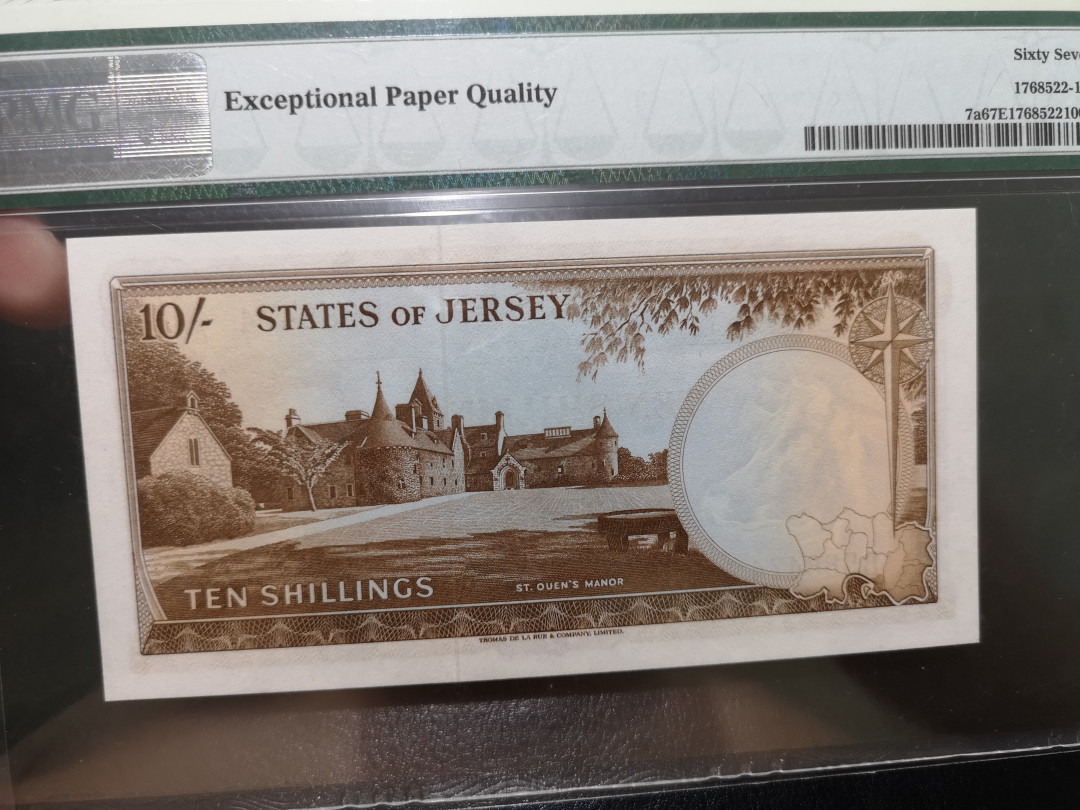 Sixty Seve
PMG
Exceptional Paper Quality
1768522-1
7a67E176852210
10/-
STATES OF JERSEY
TEN SHILLINGS
ST. OUEN'S MANOR
THOMAS DE LA RUE & COMPANY, LIMITED.